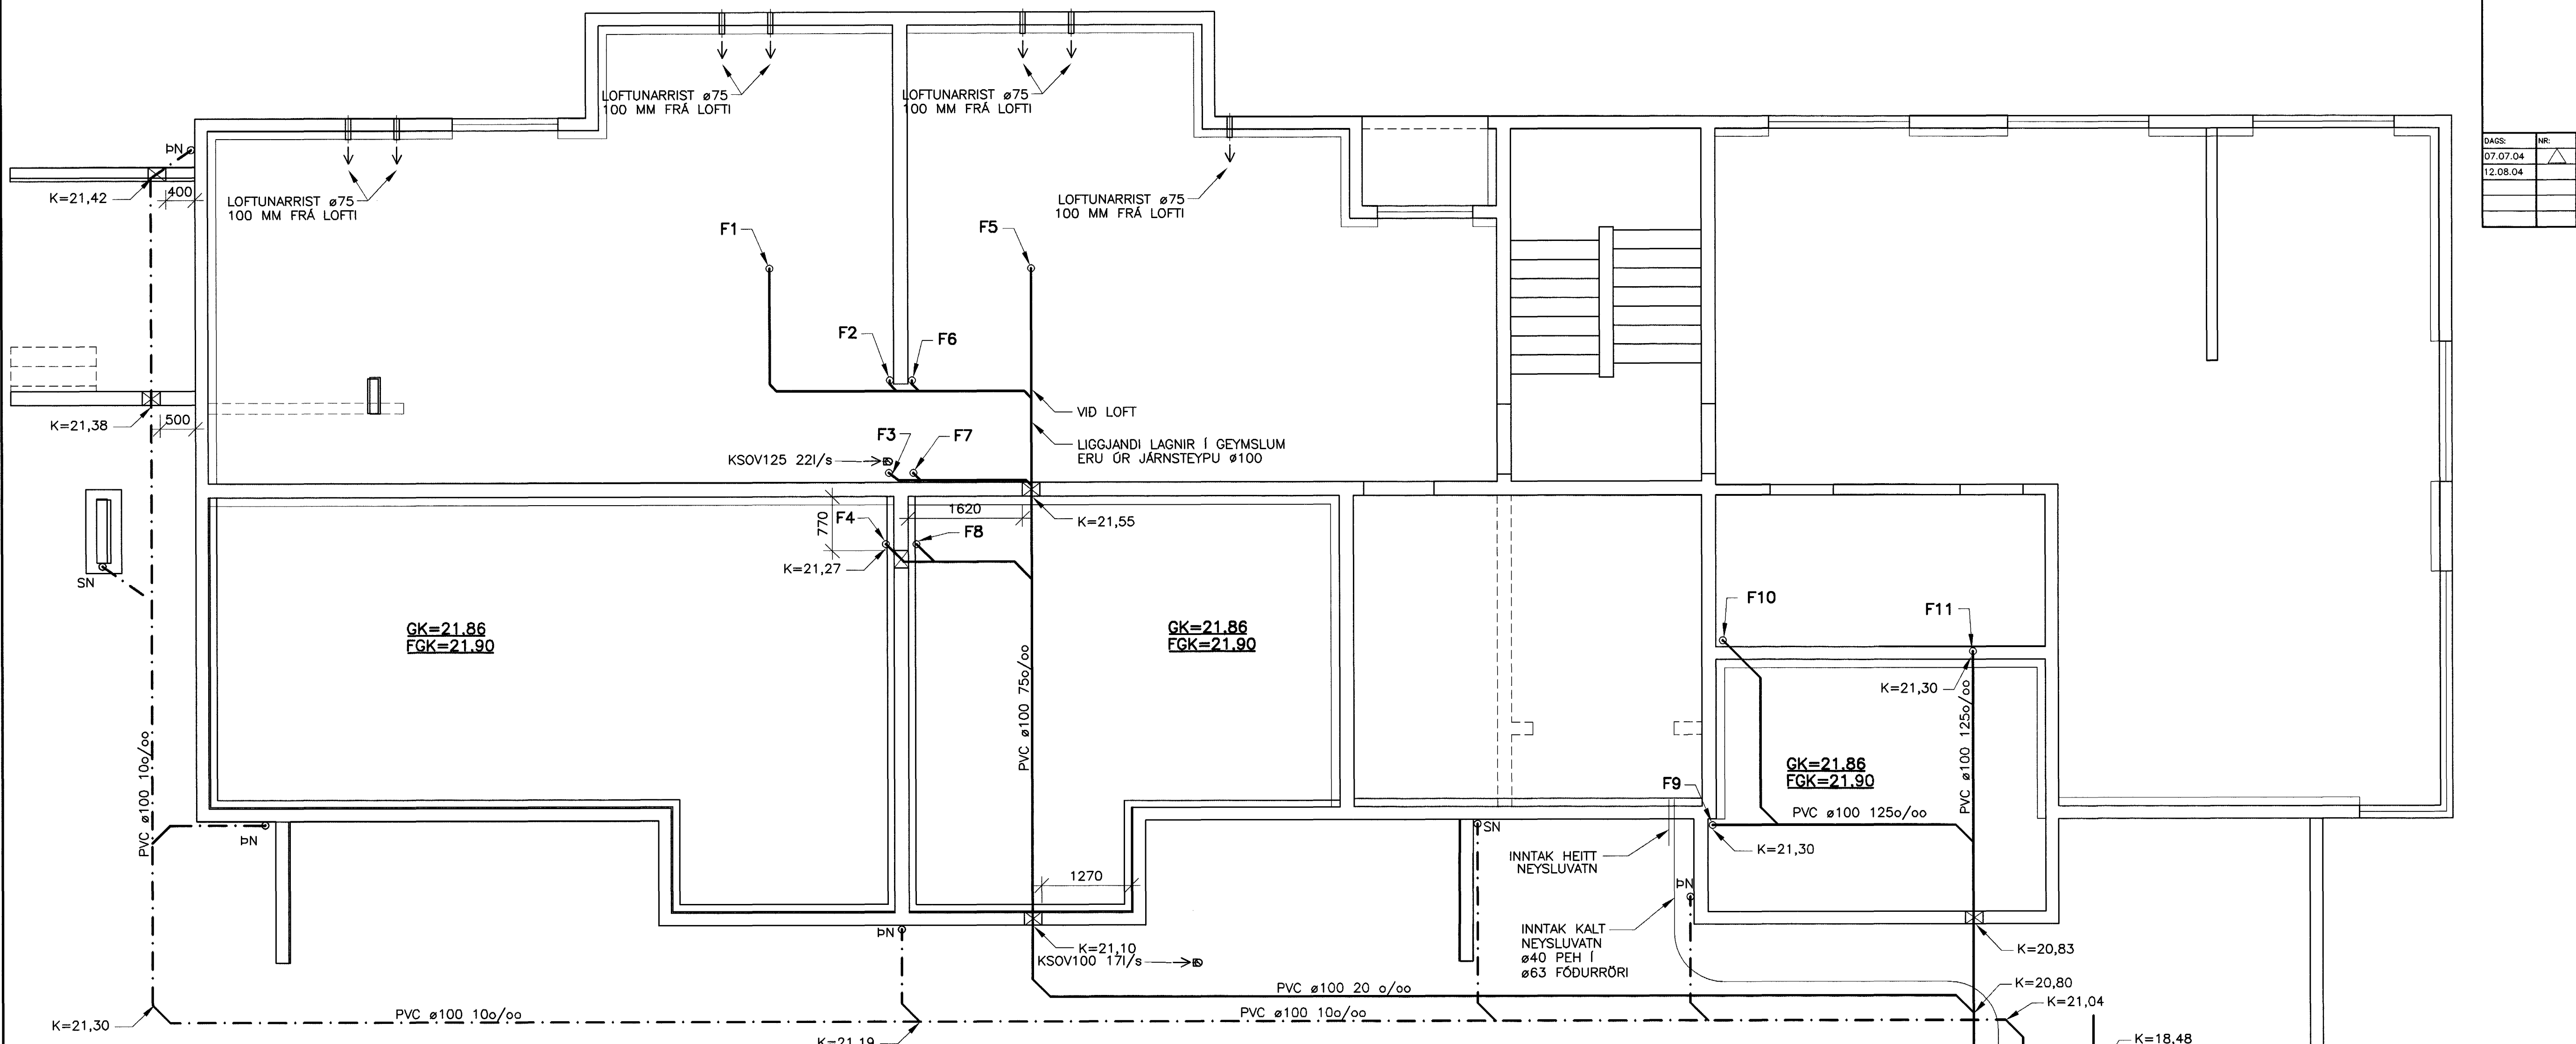 LOFTUNARRIST ø75
100 MM FRÁ LOFTI
LOFTUNARRIST ø75
100 MM FRÁ LOFTI
DAGS:
NR:
07.07.04
12.08.04
ÞN
K=21,42
400
LOFTUNARRIST ø75
100 MM FRÁ LOFTI
LOFTUNARRIST ø75
100 MM FRÁ LOFTI
F1
F5
F2
F6
K=21,38
500
VIÐ LOFT
F3
F7
LIGGJANDI LAGNIR Í GEYMSLUM
ERU ÚR JÁRNSTEYPU ø100
KSOV125 22l/s
770
F4
1620
F8
K=21,55
K=21,27
SN
F10
F11
GK=21.86
FGK=21.90
GK=21.86
FGK=21.90
PVC ø100 75o/oo
K=21,30
PVC ø100 125o/oo
PVC ø100 10o/oo
GK=21.86
FGK=21.90
F9
PVC ø100 125o/oo
ÞN
SN
K=21,30
INNTAK HEITT
NEYSLUVATN
1270
ÞN
ÞN
INNTAK KALT
NEYSLUVATN
ø40 PEH Í
ø63 FÓÐURRÖRI
K=21,10
KSOV100 17l/s
K=20,83
PVC ø100 20 o/oo
K=20,80
K=21,04
K=21,30
PVC ø100 10o/oo
PVC ø100 10o/oo
K=21,19
K=18,48